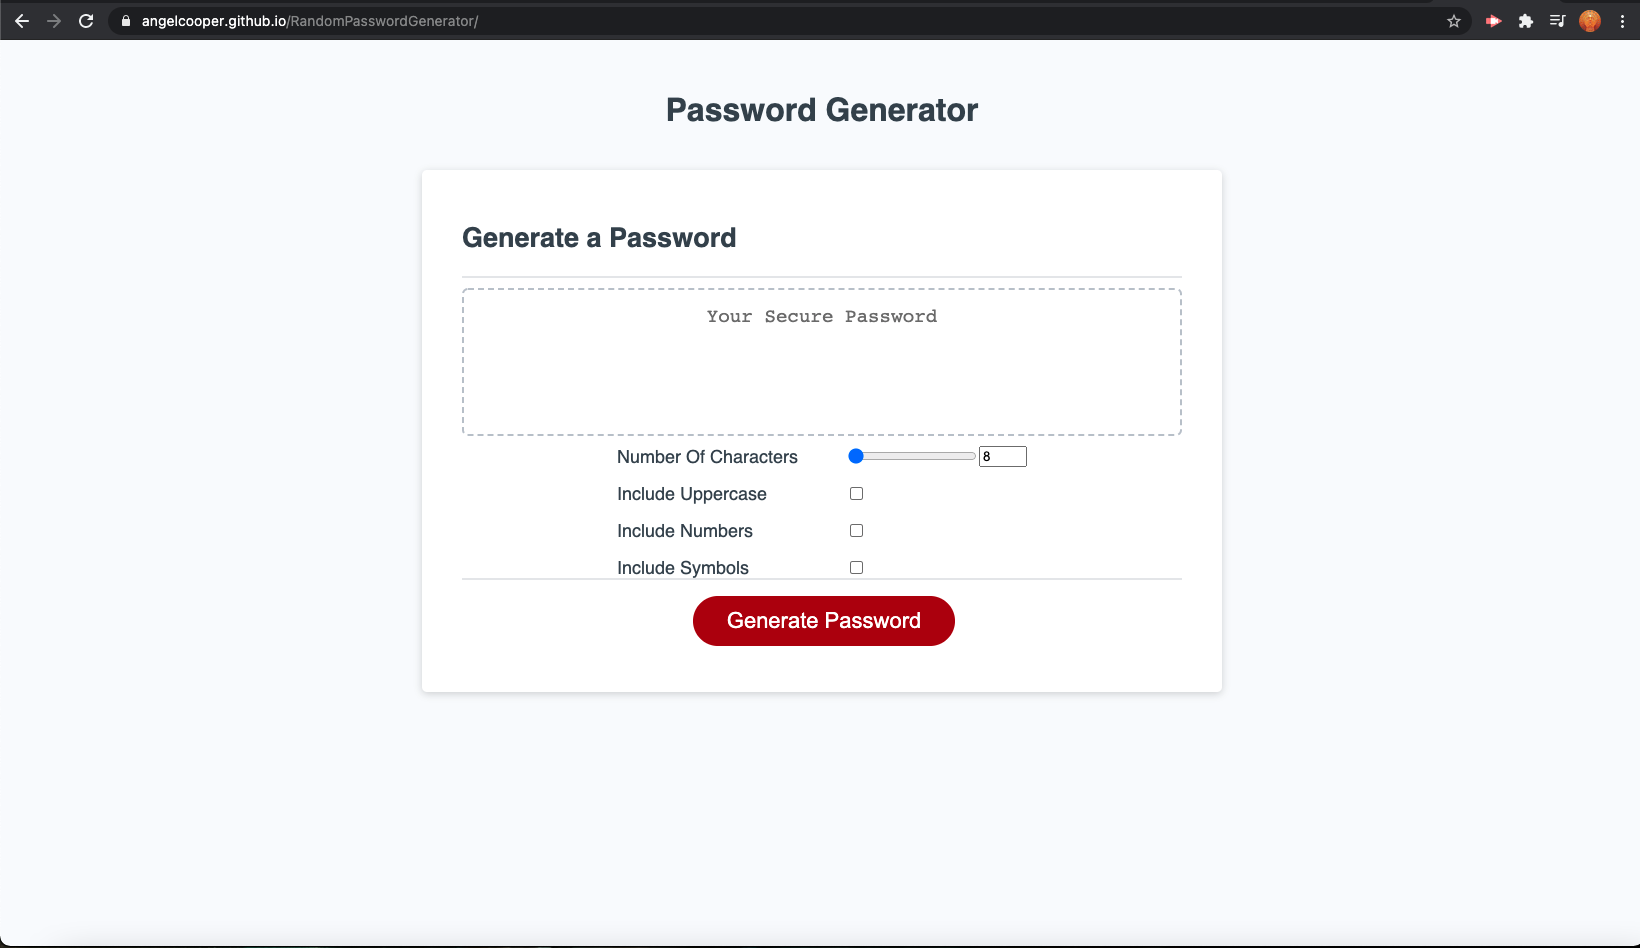 angelcooper.github.io/RandomPasswordGenerator/
Password Generator
Generate a Password
Your Secure Password
Number Of Characters 8
Include Uppercase
Include Numbers
Include Symbols
Generate Password